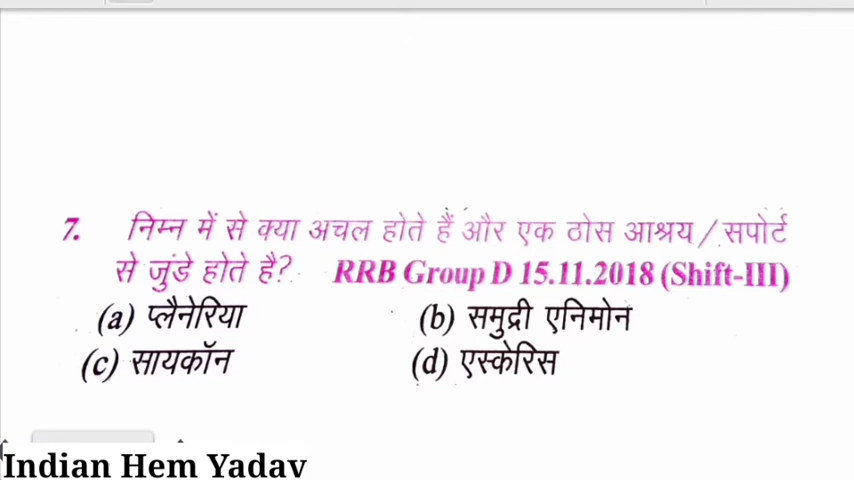 7. निम्न में से क्या अचल होते हैं और एक ठोस आश्रय/सपोर्ट
से जुंडे होते है? RRB Group D 15.11.2018 (Shift-III)
(a) प्लैनेरिया (b) समुद्री एनिमोन
(c) सायकॉन (d) एस्केरिस
Indian Hem Yadav